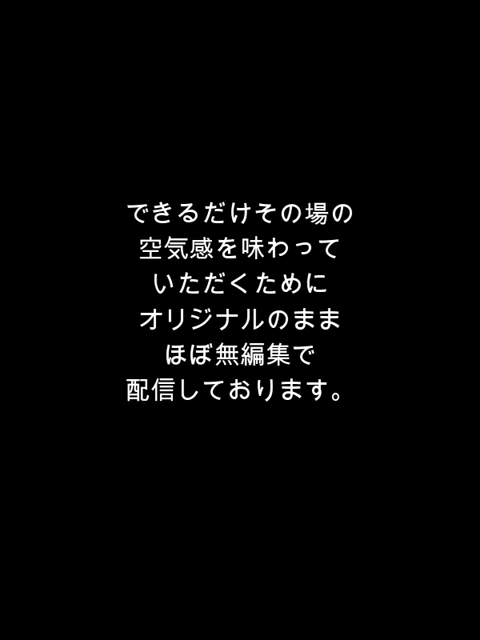 できるだけその場の
空気感を味わって
いただくために
オリジナルのまま
ほぼ無編集で
配信しております。